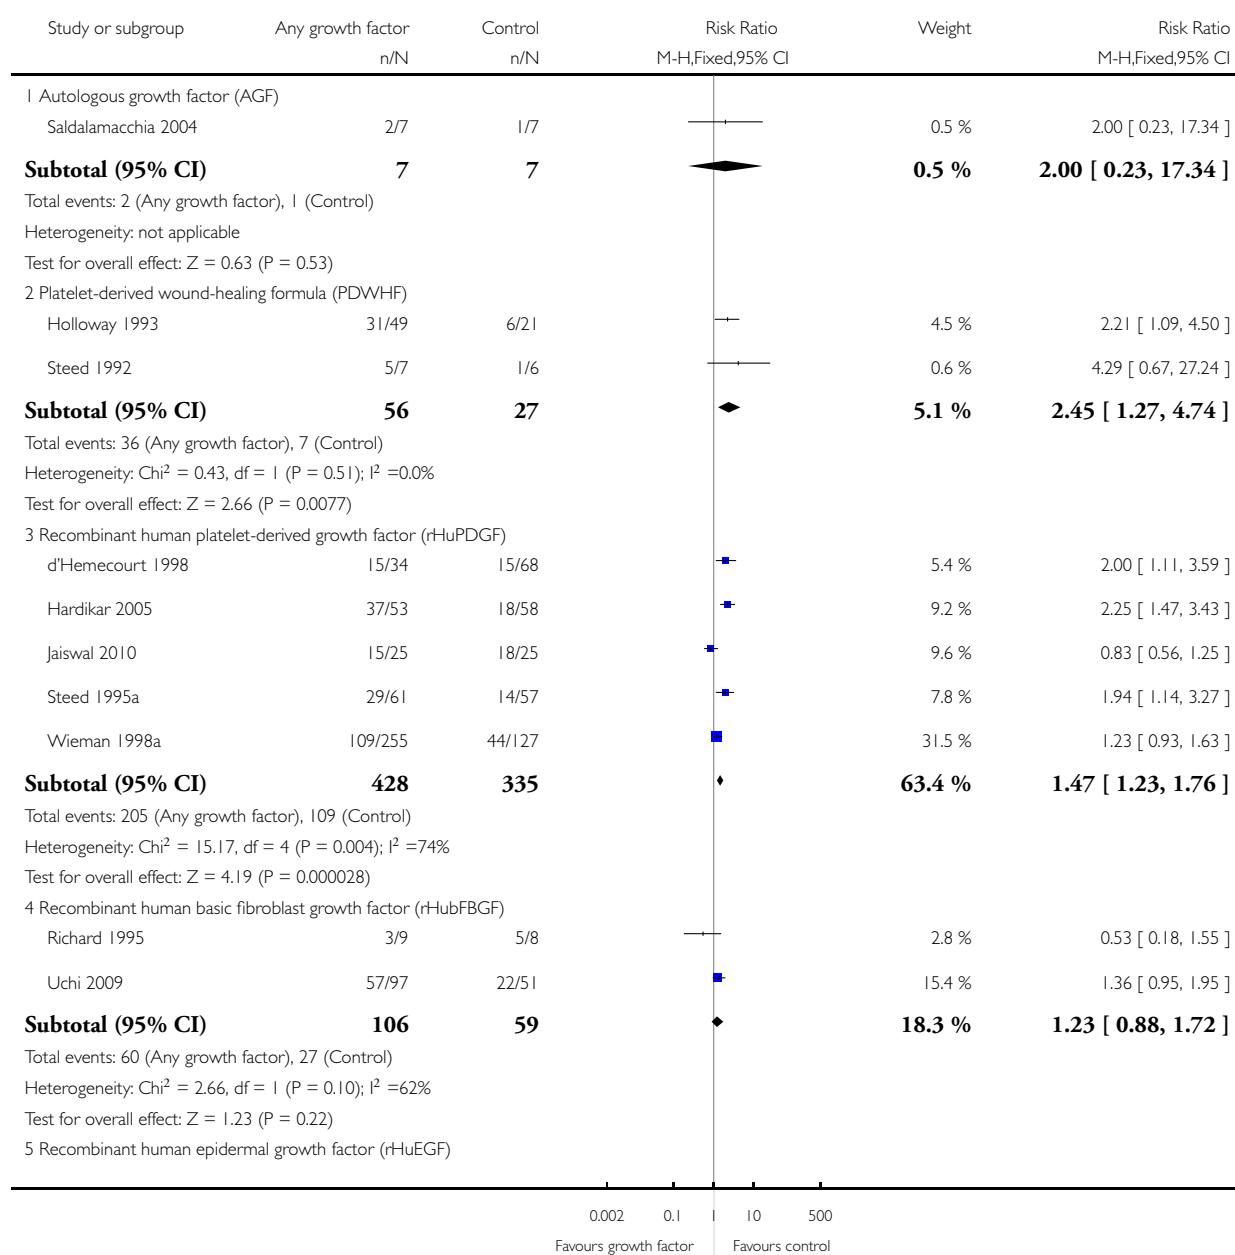 Study or subgroup Any growth factor Control Risk Ratio Weight Risk Ratio
n/N n/N M-H,Fixed,95% CI M-H,Fixed,95% CI
1 Autologous growth factor (AGF)
Saldalamacchia 2004 2/7 1/7 0.5 % 2.00 [ 0.23, 17.34 ]
Subtotal (95% CI) 7 7 0.5 % 2.00 [ 0.23, 17.34 ]
Total events: 2 (Any growth factor), 1 (Control)
Heterogeneity: not applicable
Test for overall effect: Z = 0.63 (P = 0.53)
2 Platelet-derived wound-healing formula (PDWHF)
Holloway 1993 31/49 6/21 4.5 % 2.21 [ 1.09, 4.50 ]
Steed 1992 5/7 1/6 0.6 % 4.29 [ 0.67, 27.24 ]
Subtotal (95% CI) 56 27 5.1 % 2.45 [ 1.27, 4.74 ]
Total events: 36 (Any growth factor), 7 (Control)
Heterogeneity: Chi² = 0.43, df = 1 (P = 0.51); I² =0.0%
Test for overall effect: Z = 2.66 (P = 0.0077)
3 Recombinant human platelet-derived growth factor (rHuPDGF)
d'Hemecourt 1998 15/34 15/68 5.4 % 2.00 [ 1.11, 3.59 ]
Hardikar 2005 37/53 18/58 9.2 % 2.25 [ 1.47, 3.43 ]
Jaiswal 2010 15/25 18/25 9.6 % 0.83 [ 0.56, 1.25 ]
Steed 1995a 29/61 14/57 7.8 % 1.94 [ 1.14, 3.27 ]
Wieman 1998a 109/255 44/127 31.5 % 1.23 [ 0.93, 1.63 ]
Subtotal (95% CI) 428 335 63.4 % 1.47 [ 1.23, 1.76 ]
Total events: 205 (Any growth factor), 109 (Control)
Heterogeneity: Chi² = 15.17, df = 4 (P = 0.004); I² =74%
Test for overall effect: Z = 4.19 (P = 0.000028)
4 Recombinant human basic fibroblast growth factor (rHubFBGF)
Richard 1995 3/9 5/8 2.8 % 0.53 [ 0.18, 1.55 ]
Uchi 2009 57/97 22/51 15.4 % 1.36 [ 0.95, 1.95 ]
Subtotal (95% CI) 106 59 18.3 % 1.23 [ 0.88, 1.72 ]
Total events: 60 (Any growth factor), 27 (Control)
Heterogeneity: Chi² = 2.66, df = 1 (P = 0.10); I² =62%
Test for overall effect: Z = 1.23 (P = 0.22)
5 Recombinant human epidermal growth factor (rHuEGF)
0.002 0.1 1 10 500
Favours growth factor Favours control